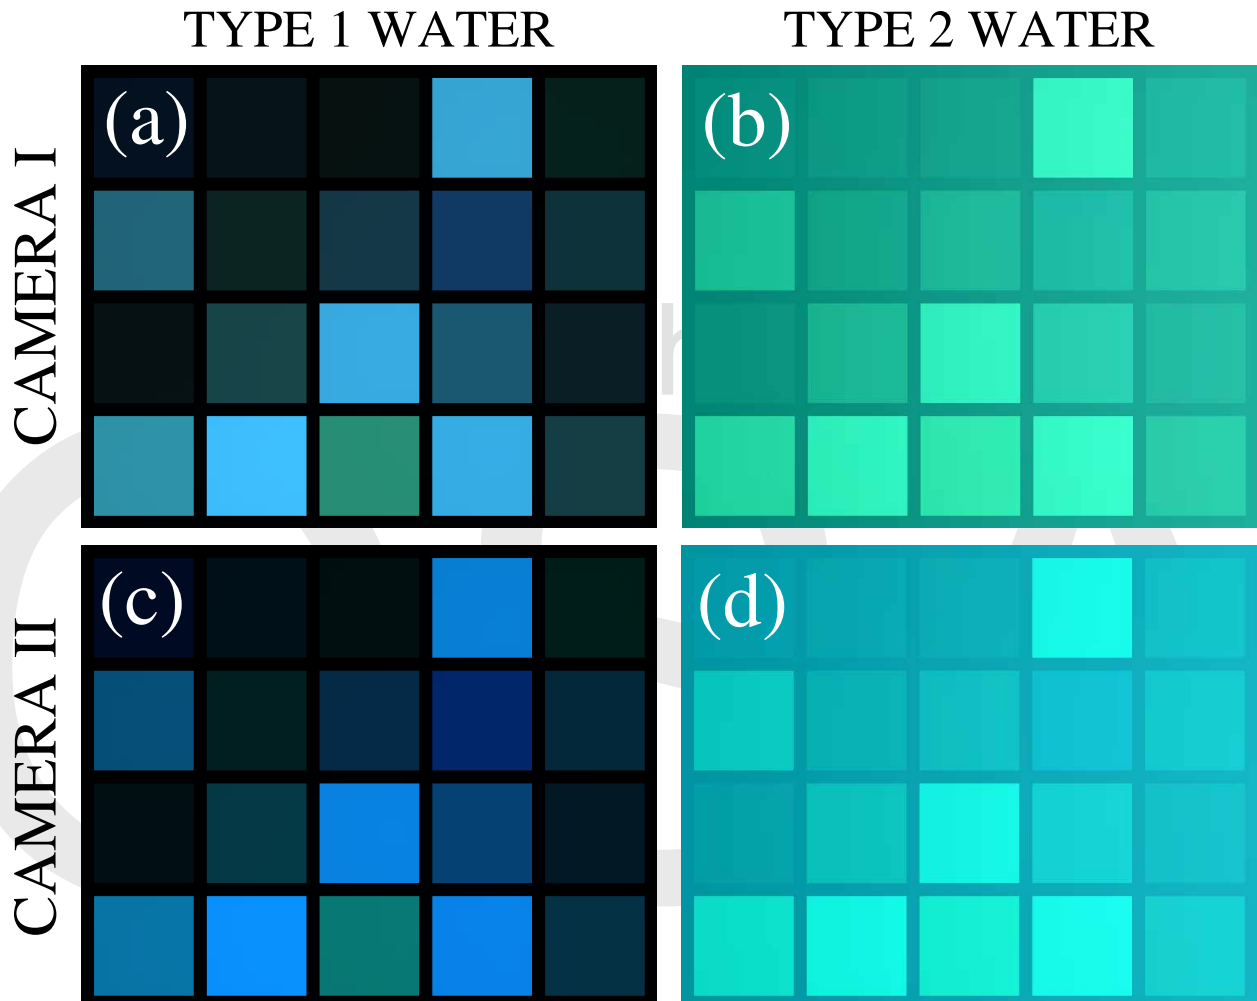 TYPE 1 WATER
TYPE 2 WATER
CAMERA I
(a)
(b)
CAMERA II
(c)
(d)